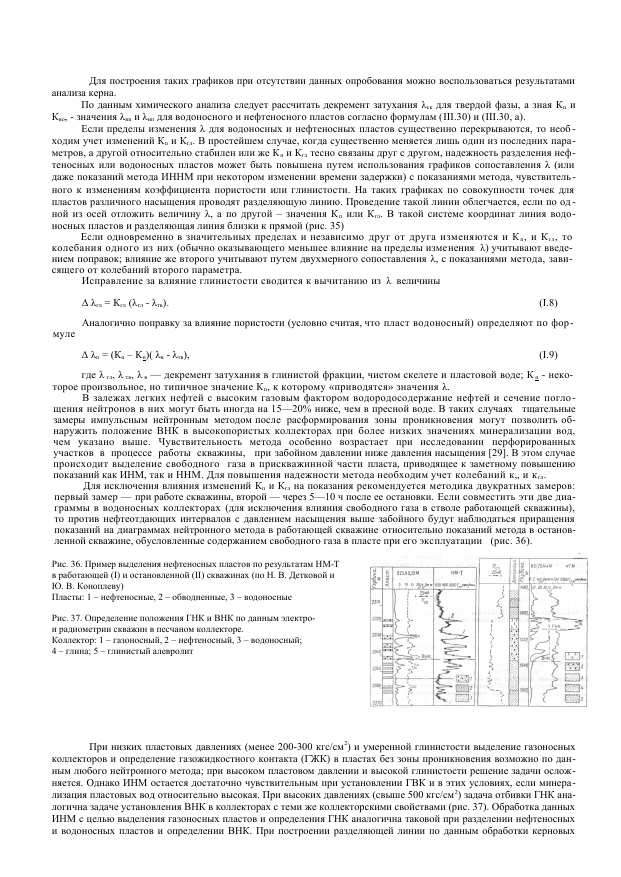 Для построения таких графиков при отсутствии данных опробования можно воспользоваться результатами
анализа керна.
По данным химического анализа следует рассчитать декремент затухания λск для твердой фазы, а зная Kп и
Kво, - значения λвп и λнп для водоносного и нефтеносного пластов согласно формулам (III.30) и (III.30, а).
Если пределы изменения λ для водоносных и нефтеносных пластов существенно перекрываются, то необ-
ходим учет изменений Kп и Kгл. В простейшем случае, когда существенно меняется лишь один из последних пара-
метров, а другой относительно стабилен или же Kп и Kгл тесно связаны друг с другом, надежность разделения неф-
теносных или водоносных пластов может быть повышена путем использования графиков сопоставления λ (или
даже показаний метода ИННМ при некотором изменении времени задержки) с показаниями метода, чувствитель-
ного к изменениям коэффициента пористости или глинистости. На таких графиках по совокупности точек для
пластов различного насыщения проводят разделяющую линию. Проведение такой линии облегчается, если по од-
ной из осей отложить величину λ, а по другой – значения Kп или Kгл. В такой системе координат линия водо-
носных пластов и разделяющая линия близки к прямой (рис. 35)
Если одновременно в значительных пределах и независимо друг от друга изменяются и Kп, и Kгл, то
колебания одного из них (обычно оказывающего меньшее влияние на пределы изменения λ) учитывают введе-
нием поправок; влияние же второго учитывают путем двухмерного сопоставления λ, с показаниями метода, зави-
сящего от колебаний второго параметра.
Исправление за влияние глинистости сводится к вычитанию из λ величины
Δ λгл = Kгл (λгл - λтв). (I.8)
Аналогично поправку за влияние пористости (условно считая, что пласт водоносный) определяют по фор-
муле
Δ λп = (Kп – Kп)( λв - λтв), (I.9)
где λ гл, λ тв, λ в — декремент затухания в глинистой фракции, чистом скелете и пластовой воде; Kп - неко-
торое произвольное, но типичное значение Kп, к которому «приводятся» значения λ.
В залежах легких нефтей с высоким газовым фактором водородосодержание нефтей и сечение погло-
щения нейтронов в них могут быть иногда на 15—20% ниже, чем в пресной воде. В таких случаях тщательные
замеры импульсным нейтронным методом после расформирования зоны проникновения могут позволить об-
наружить положение ВНК в высокопористых коллекторах при более низких значениях минерализации вод,
чем указано выше. Чувствительность метода особенно возрастает при исследовании перфорированных
участков в процессе работы скважины, при забойном давлении ниже давления насыщения [29]. В этом случае
происходит выделение свободного газа в прискважинной части пласта, приводящее к заметному повышению
показаний как ИНМ, так и ННМ. Для повышения надежности метода необходим учет колебаний кп и кгл.
Для исключения влияния изменений Kп и Kгл на показания рекомендуется методика двукратных замеров:
первый замер — при работе скважины, второй — через 5—10 ч после ее остановки. Если совместить эти две диа-
граммы в водоносных коллекторах (для исключения влияния свободного газа в стволе работающей скважины),
то против нефтеотдающих интервалов с давлением насыщения выше забойного будут наблюдаться приращения
показаний на диаграммах нейтронного метода в работающей скважине относительно показаний метода в останов-
ленной скважине, обусловленные содержанием свободного газа в пласте при его эксплуатации (рис. 36).
Рис. 36. Пример выделения нефтеносных пластов по результатам НМ-Т
в работающей (I) и остановленной (II) скважинах (по Н. В. Детковой и
Ю. В. Коноплеву)
Пласты: 1 – нефтеносные, 2 – обводненные, 3 – водоносные
Рис. 37. Определение положения ГНК и ВНК по данным электро-
и радиометрии скважин в песчаном коллекторе.
Коллектор: 1 – газоносный, 2 – нефтеносный, 3 – водоносный;
4 – глина; 5 – глинистый алевролит
При низких пластовых давлениях (менее 200-300 кгс/см²) и умеренной глинистости выделение газоносных
коллекторов и определение газожидкостного контакта (ГЖК) в пластах без зоны проникновения возможно по дан-
ным любого нейтронного метода; при высоком пластовом давлении и высокой глинистости решение задачи ослож-
няется. Однако ИНМ остается достаточно чувствительным при установлении ГВК и в этих условиях, если минера-
лизация пластовых вод относительно высокая. При высоких давлениях (свыше 500 кгс/см²) задача отбивки ГНК ана-
логична задаче установления ВНК в коллекторах с теми же коллекторскими свойствами (рис. 37). Обработка данных
ИНМ с целью выделения газоносных пластов и определения ГНК аналогична таковой при разделении нефтеносных
и водоносных пластов и определении ВНК. При построении разделяющей линии по данным обработки керновых